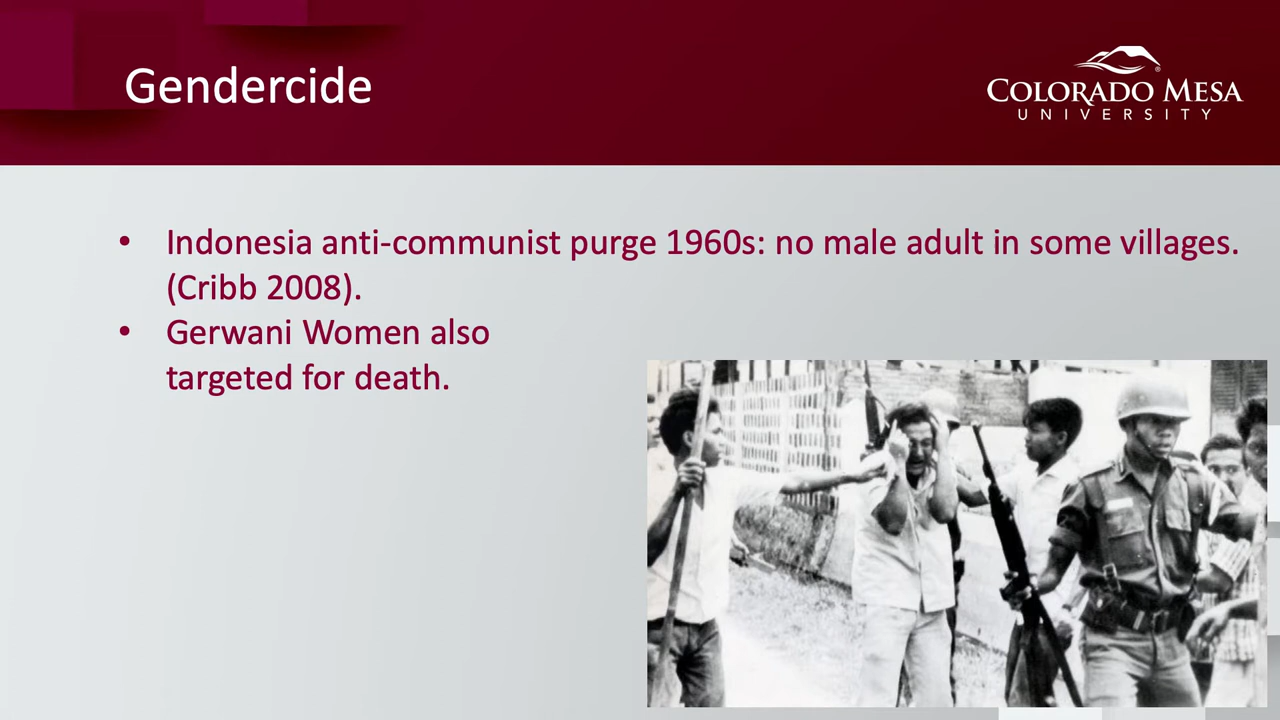 Gendercide
COLORADO MESA
UNIVERSITY
• Indonesia anti-communist purge 1960s: no male adult in some villages.
(Cribb 2008).
• Gerwani Women also
targeted for death.